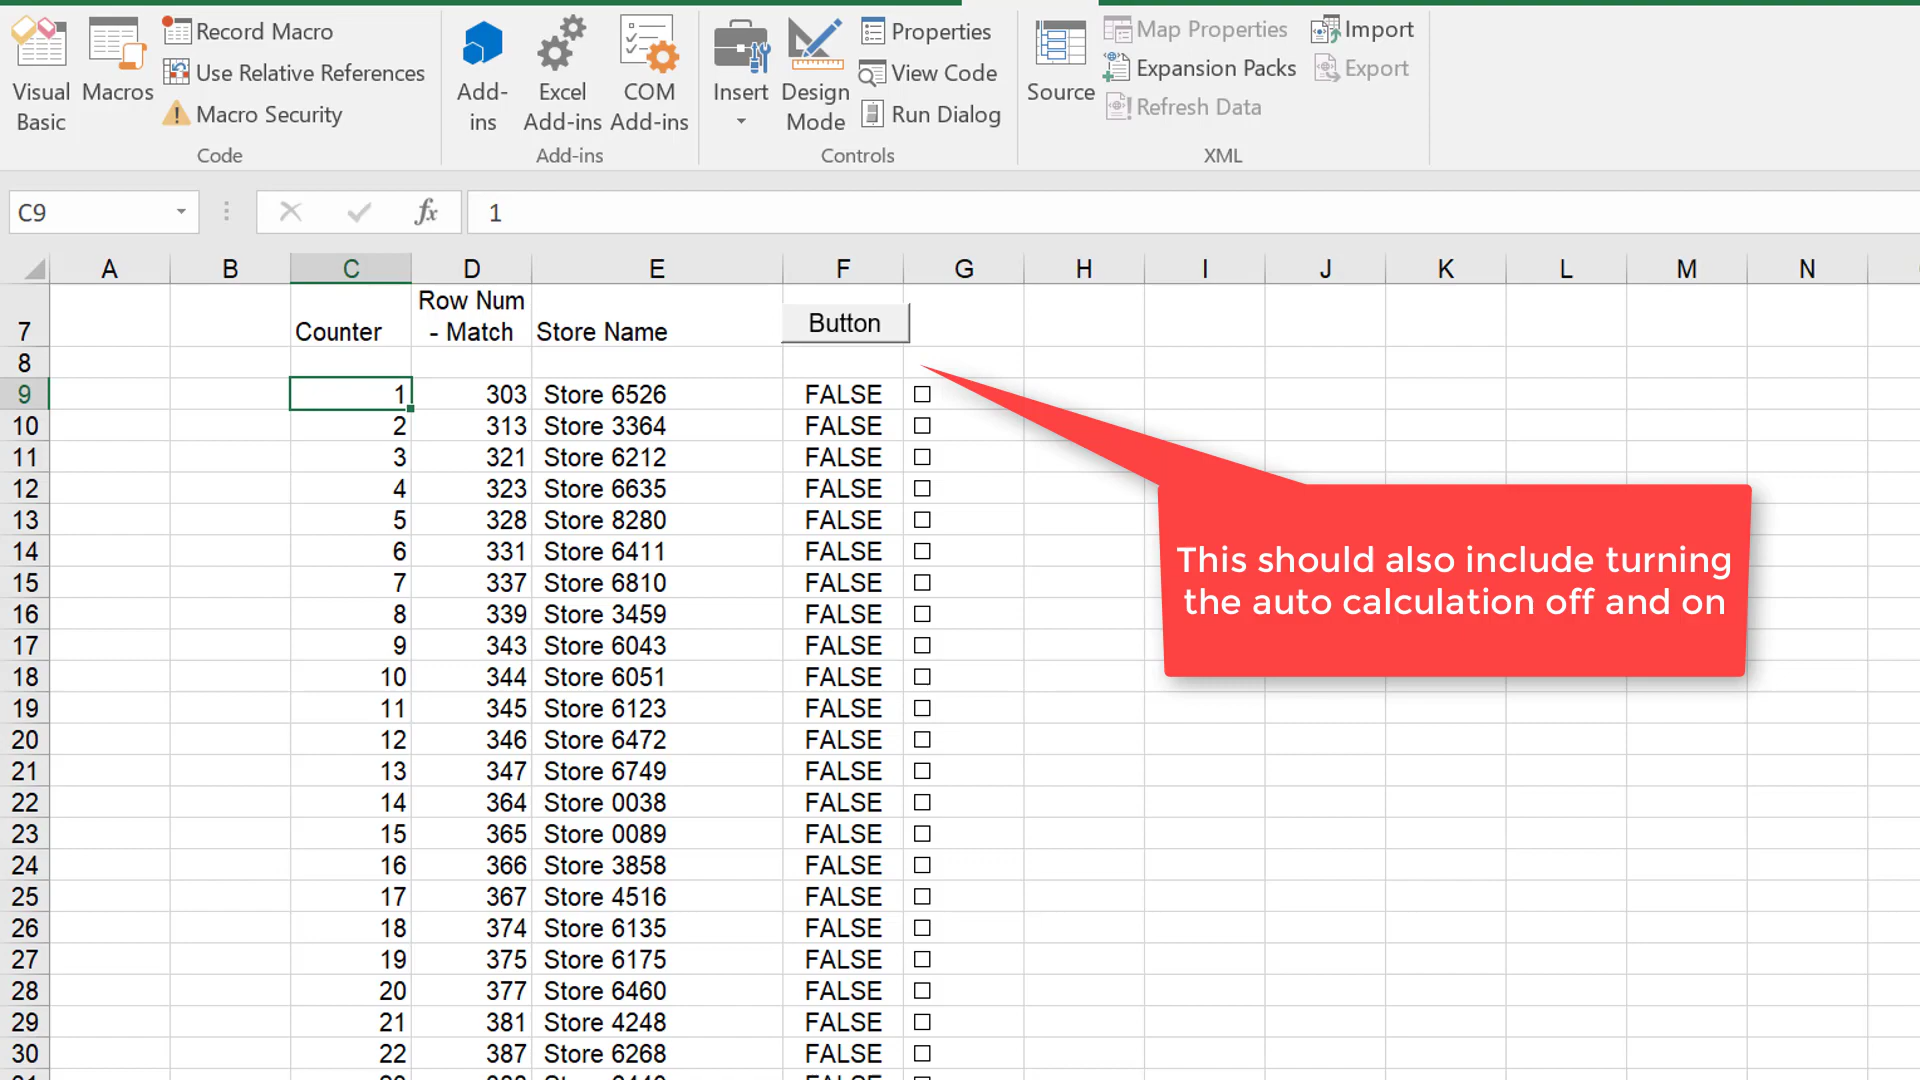 Visual Basic
Macros
Record Macro
Use Relative References
Macro Security
Code
Add-ins
Excel Add-ins
COM Add-ins
Add-ins
Insert
Design Mode
Properties
View Code
Run Dialog
Controls
Source
Map Properties
Expansion Packs
Refresh Data
Import
Export
XML
C9
fx
1
A B C D E F G H I J K L M N
7 Counter Row Num - Match Store Name Button
8
9 1 303 Store 6526 FALSE
10 2 313 Store 3364 FALSE
11 3 321 Store 6212 FALSE
12 4 323 Store 6635 FALSE
13 5 328 Store 8280 FALSE
14 6 331 Store 6411 FALSE
15 7 337 Store 6810 FALSE
16 8 339 Store 3459 FALSE
17 9 343 Store 6043 FALSE
18 10 344 Store 6051 FALSE
19 11 345 Store 6123 FALSE
20 12 346 Store 6472 FALSE
21 13 347 Store 6749 FALSE
22 14 364 Store 0038 FALSE
23 15 365 Store 0089 FALSE
24 16 366 Store 3858 FALSE
25 17 367 Store 4516 FALSE
26 18 374 Store 6135 FALSE
27 19 375 Store 6175 FALSE
28 20 377 Store 6460 FALSE
29 21 381 Store 4248 FALSE
30 22 387 Store 6268 FALSE
This should also include turning
the auto calculation off and on